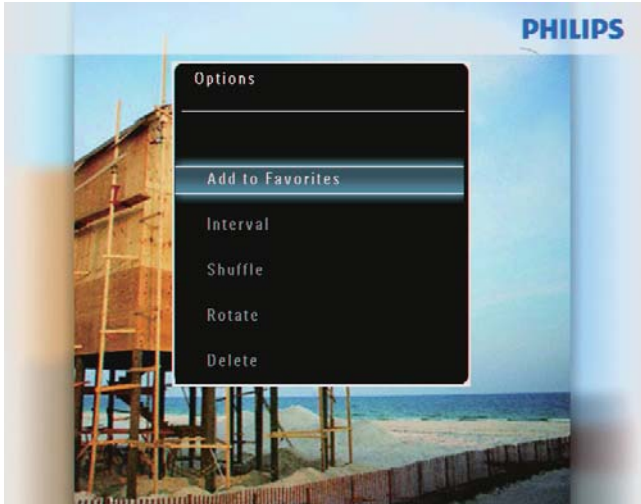 PHILIPS
Options
Add to Favorites
Interval
Shuffle
Rotate
Delete